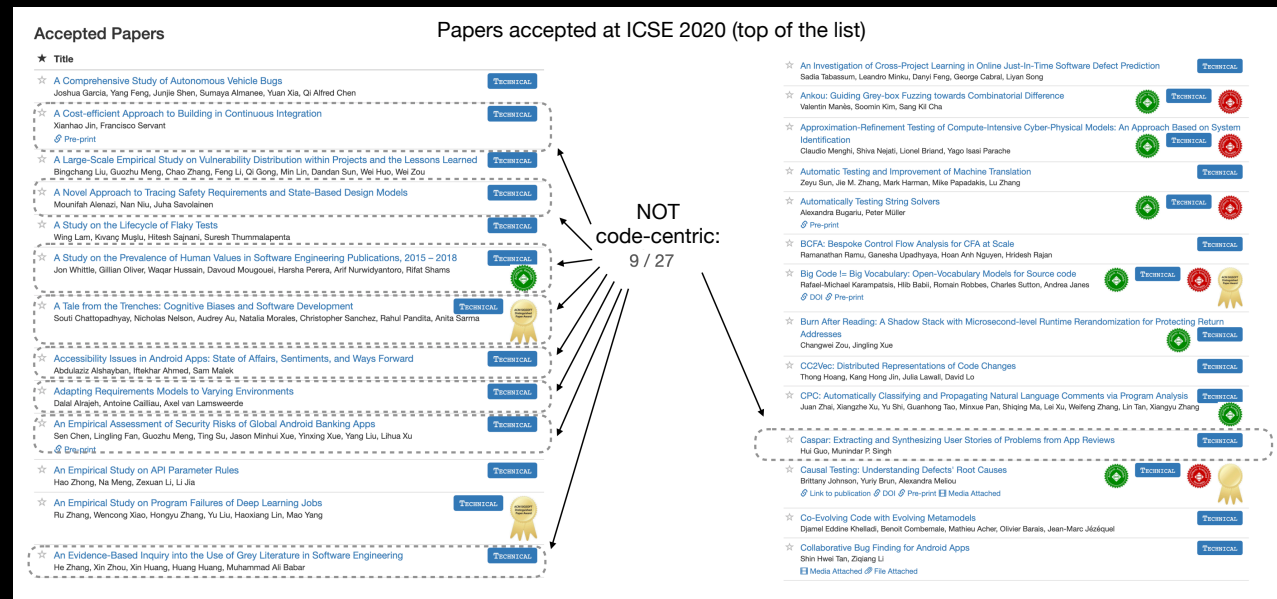 Papers accepted at ICSE 2020 (top of the list)
Accepted Papers
★ Title
☆ A Comprehensive Study of Autonomous Vehicle Bugs TECHNICAL
Joshua Garcia, Yang Feng, Junjie Shen, Sumaya Almanee, Yuan Xia, Qi Alfred Chen
☆ A Cost-efficient Approach to Building in Continuous Integration TECHNICAL
Xianhao Jin, Francisco Servant
Pre-print
☆ A Large-Scale Empirical Study on Vulnerability Distribution within Projects and the Lessons Learned TECHNICAL
Bingchang Liu, Guozhu Meng, Chao Zhang, Feng Li, Qi Gong, Min Lin, Dandan Sun, Wei Huo, Wei Zou
☆ A Novel Approach to Tracing Safety Requirements and State-Based Design Models TECHNICAL
Mounifah Alenazi, Nan Niu, Juha Savolainen
☆ A Study on the Lifecycle of Flaky Tests TECHNICAL
Wing Lam, Kıvanç Muşlu, Hitesh Sajnani, Suresh Thummalapenta
☆ A Study on the Prevalence of Human Values in Software Engineering Publications, 2015 – 2018 TECHNICAL
Jon Whittle, Gillian Oliver, Waqar Hussain, Davoud Mougouei, Harsha Perera, Arif Nurwidyantoro, Rifat Shams
☆ A Tale from the Trenches: Cognitive Biases and Software Development TECHNICAL
Souti Chattopadhyay, Nicholas Nelson, Audrey Au, Natalia Morales, Christopher Sanchez, Rahul Pandita, Anita Sarma
☆ Accessibility Issues in Android Apps: State of Affairs, Sentiments, and Ways Forward TECHNICAL
Abdulaziz Alshayban, Iftekhar Ahmed, Sam Malek
☆ Adapting Requirements Models to Varying Environments TECHNICAL
Dalal Alrajeh, Antoine Cailliau, Axel van Lamsweerde
☆ An Empirical Assessment of Security Risks of Global Android Banking Apps TECHNICAL
Sen Chen, Lingling Fan, Guozhu Meng, Ting Su, Jason Minhui Xue, Yinxing Xue, Yang Liu, Lihua Xu
Pre-print
☆ An Empirical Study on API Parameter Rules TECHNICAL
Hao Zhong, Na Meng, Zexuan Li, Li Jia
☆ An Empirical Study on Program Failures of Deep Learning Jobs TECHNICAL
Ru Zhang, Wencong Xiao, Hongyu Zhang, Yu Liu, Haoxiang Lin, Mao Yang
☆ An Evidence-Based Inquiry into the Use of Grey Literature in Software Engineering TECHNICAL
He Zhang, Xin Zhou, Xin Huang, Huang Huang, Muhammad Ali Babar
NOT
code-centric:
9 / 27
☆ An Investigation of Cross-Project Learning in Online Just-In-Time Software Defect Prediction TECHNICAL
Sadia Tabassum, Leandro Minku, Danyi Feng, George Cabral, Liyan Song
☆ Ankou: Guiding Grey-box Fuzzing towards Combinatorial Difference TECHNICAL
Valentin Manès, Soomin Kim, Sang Kil Cha
☆ Approximation-Refinement Testing of Compute-Intensive Cyber-Physical Models: An Approach Based on System
Identification TECHNICAL
Claudio Menghi, Shiva Nejati, Lionel Briand, Yago Isasi Parache
☆ Automatic Testing and Improvement of Machine Translation TECHNICAL
Zeyu Sun, Jie M. Zhang, Mark Harman, Mike Papadakis, Lu Zhang
☆ Automatically Testing String Solvers TECHNICAL
Alexandra Bugariu, Peter Müller
Pre-print
☆ BCFA: Bespoke Control Flow Analysis for CFA at Scale TECHNICAL
Ramanathan Ramu, Ganesha Upadhyaya, Hoan Anh Nguyen, Hridesh Rajan
☆ Big Code != Big Vocabulary: Open-Vocabulary Models for Source code TECHNICAL
Rafael-Michael Karampatsis, Hlib Babii, Romain Robbes, Charles Sutton, Andrea Janes
DOI Pre-print
☆ Burn After Reading: A Shadow Stack with Microsecond-level Runtime Rerandomization for Protecting Return
Addresses TECHNICAL
Changwei Zou, Jingling Xue
☆ CC2Vec: Distributed Representations of Code Changes TECHNICAL
Thong Hoang, Kang Hong Jin, Julia Lawall, David Lo
☆ CPC: Automatically Classifying and Propagating Natural Language Comments via Program Analysis TECHNICAL
Juan Zhai, Xiangzhe Xu, Yu Shi, Guanhong Tao, Minxue Pan, Shiqing Ma, Lei Xu, Weifeng Zhang, Lin Tan, Xiangyu Zhang
☆ Caspar: Extracting and Synthesizing User Stories of Problems from App Reviews TECHNICAL
Hui Guo, Munindar P. Singh
☆ Causal Testing: Understanding Defects' Root Causes TECHNICAL
Brittany Johnson, Yuriy Brun, Alexandra Meliou
Link to publication DOI Pre-print Media Attached
☆ Co-Evolving Code with Evolving Metamodels TECHNICAL
Djamel Eddine Khelladi, Benoit Combemale, Mathieu Acher, Olivier Barais, Jean-Marc Jézéquel
☆ Collaborative Bug Finding for Android Apps TECHNICAL
Shin Hwei Tan, Ziqiang Li
Media Attached File Attached